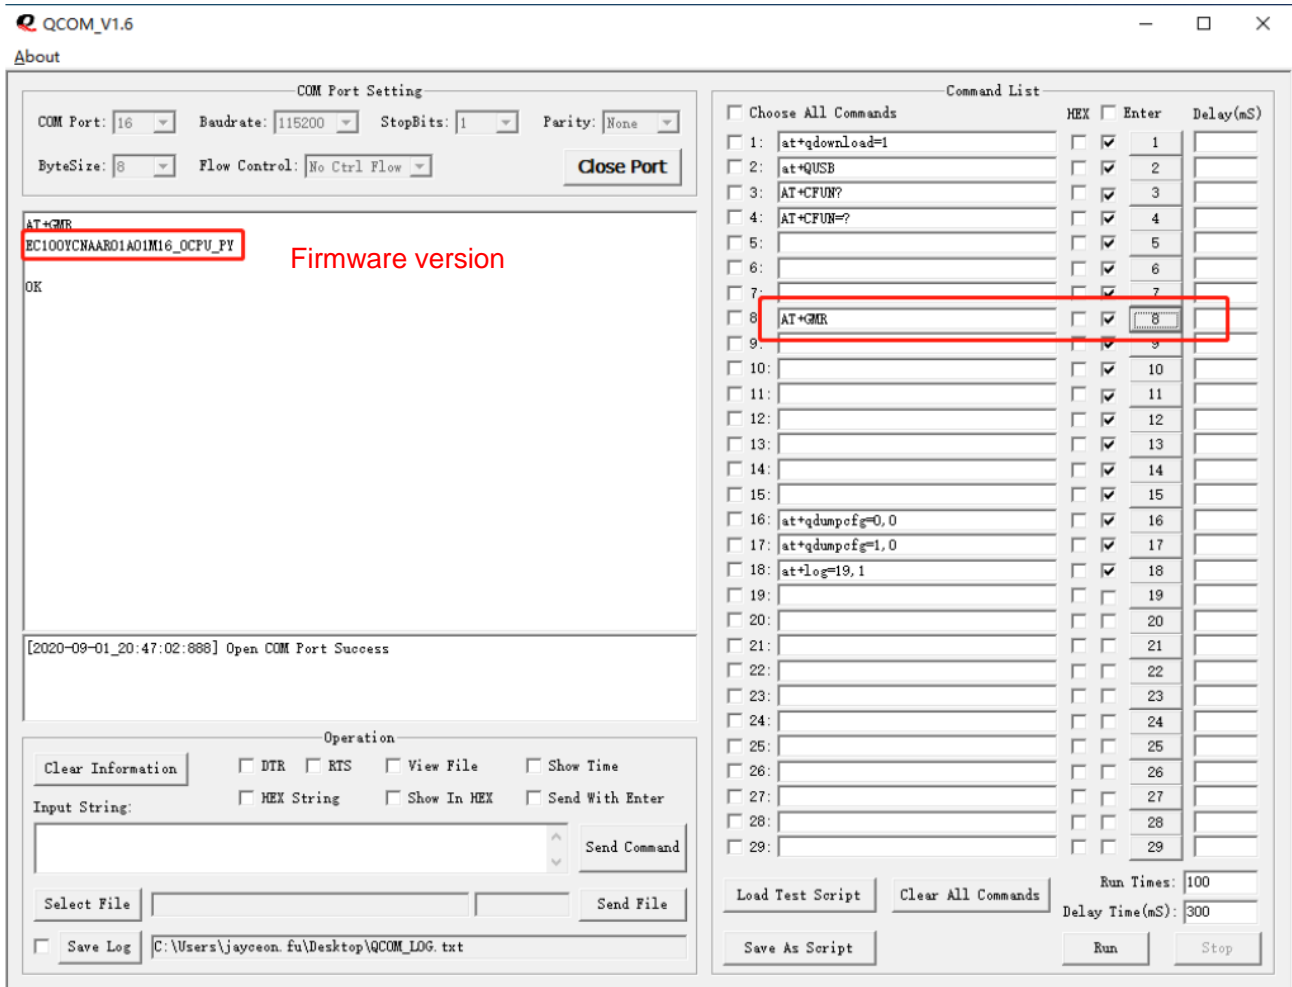 QCOM_V1.6
About
COM Port Setting
COM Port: 16 Baudrate: 115200 StopBits: 1 Parity: None
ByteSize: 8 Flow Control: No Ctrl Flow Close Port
AT+GMR
EC100YCNAAR01A01M16_OCPU_PY
Firmware version
OK
[2020-09-01_20:47:02:888] Open COM Port Success
Operation
Clear Information DTR RTS View File Show Time
HEX String Show In HEX Send With Enter
Input String:
Send Command
Select File Send File
Save Log C:\Users\jayceon.fu\Desktop\QCOM_LOG.txt
Command List
Choose All Commands HEX Enter Delay(mS)
1: at+qdownload=1 1
2: at+QUSB 2
3: AT+CFUN? 3
4: AT+CFUN=? 4
5: 5
6: 6
7: 7
8 AT+GMR 8
9: 9
10: 10
11: 11
12: 12
13: 13
14: 14
15: 15
16: at+qdumpcfg=0,0 16
17: at+qdumpcfg=1,0 17
18: at+log=19,1 18
19: 19
20: 20
21: 21
22: 22
23: 23
24: 24
25: 25
26: 26
27: 27
28: 28
29: 29
Load Test Script Clear All Commands Run Times: 100
Delay Time(mS): 300
Save As Script Run Stop